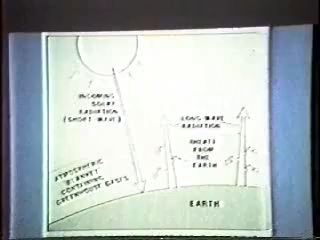 INCOMING
SOLAR
RADIATION
(SHORT WAVE)
LONG WAVE
RADIATION
(HEAT)
FROM
THE
EARTH
ATMOSPHERIC
"BLANKET"
CONTAINING
GREENHOUSE GASES
EARTH